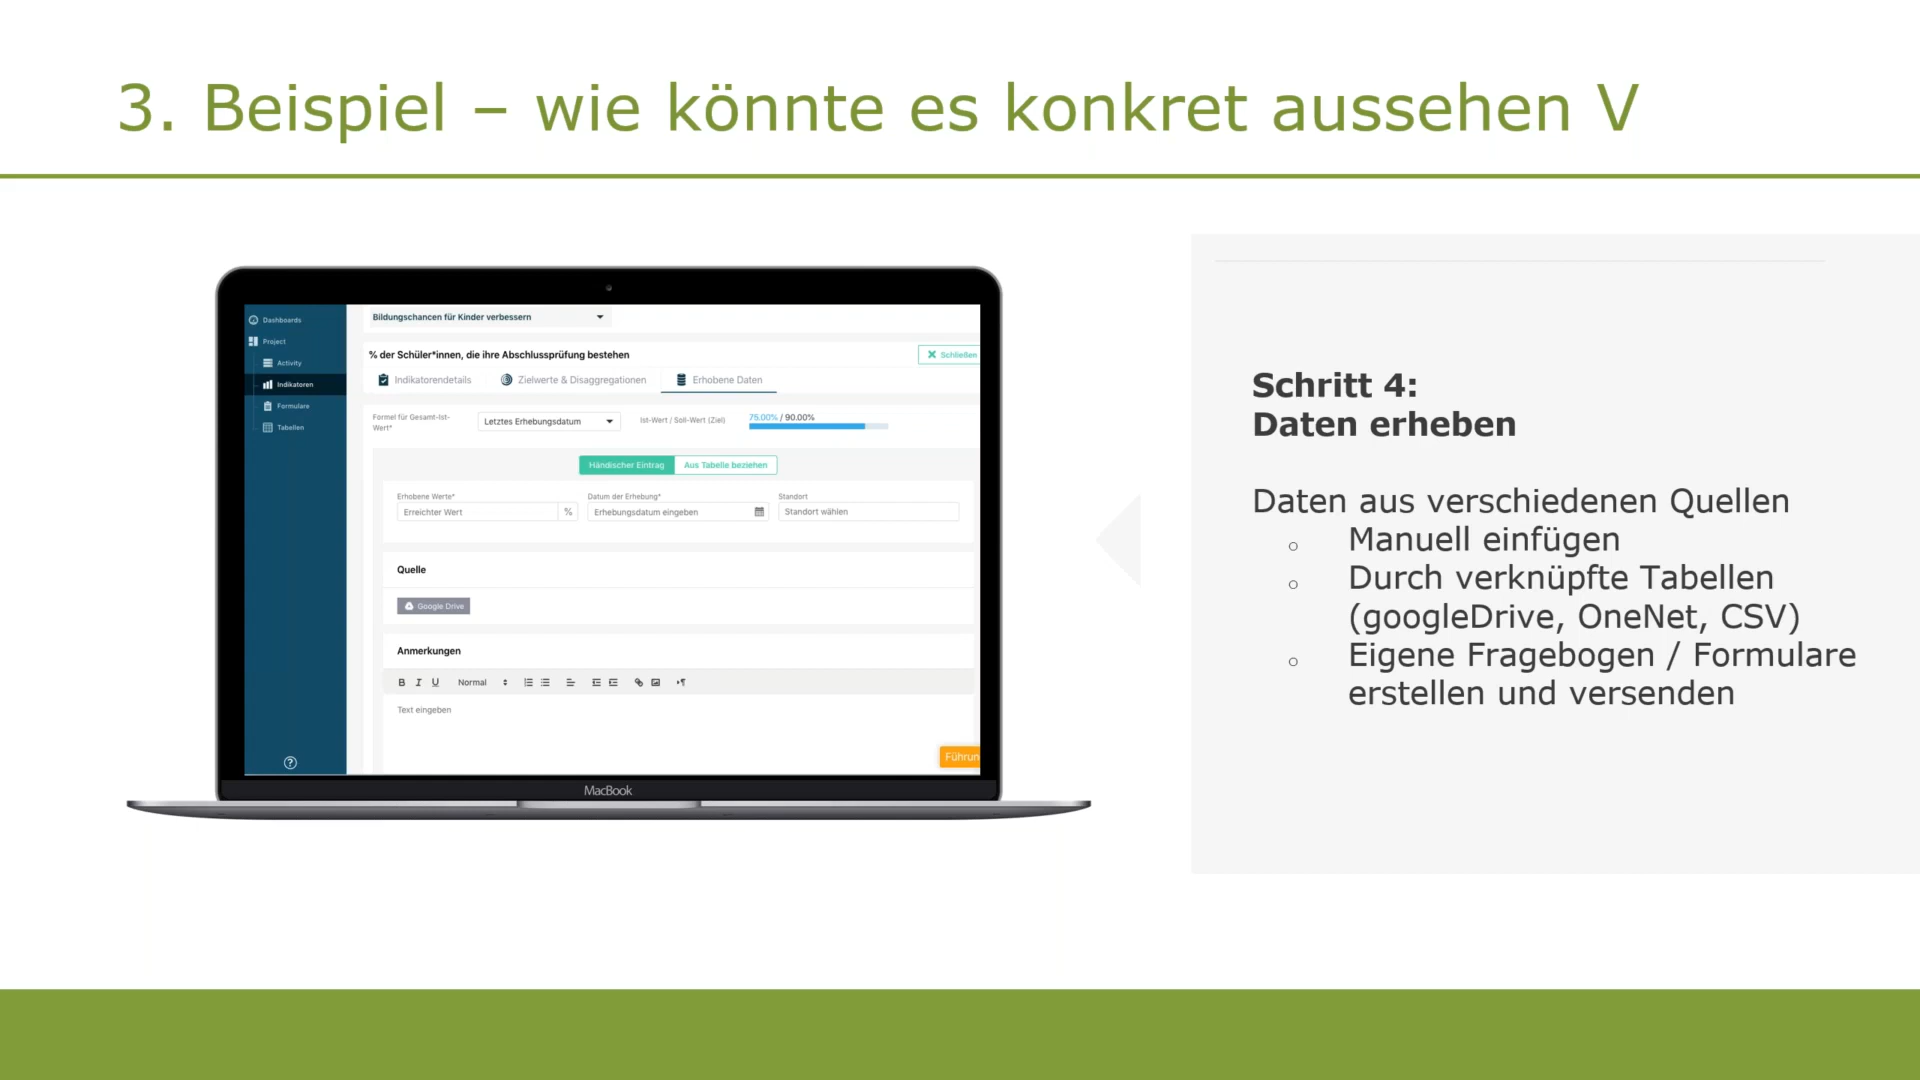 3. Beispiel – wie könnte es konkret aussehen V
Dashboards
Project
Activity
Indikatoren
Formulare
Tabellen
Bildungschancen für Kinder verbessern
% der Schüler*innen, die ihre Abschlussprüfung bestehen
Schließen
Indikatorendetails
Zielwerte & Disaggregationen
Erhobene Daten
Formel für Gesamt-Ist-
Wert*
Letztes Erhebungsdatum
Ist-Wert / Soll-Wert (Ziel)
75.00% / 90.00%
Händischer Eintrag
Aus Tabelle beziehen
Erhobene Werte*
Datum der Erhebung*
Standort
Erreichter Wert
%
Erhebungsdatum eingeben
Standort wählen
Quelle
Google Drive
Anmerkungen
B I U Normal
Text eingeben
Führun
MacBook
Schritt 4:
Daten erheben
Daten aus verschiedenen Quellen
Manuell einfügen
Durch verknüpfte Tabellen
(googleDrive, OneNet, CSV)
Eigene Fragebogen / Formulare
erstellen und versenden